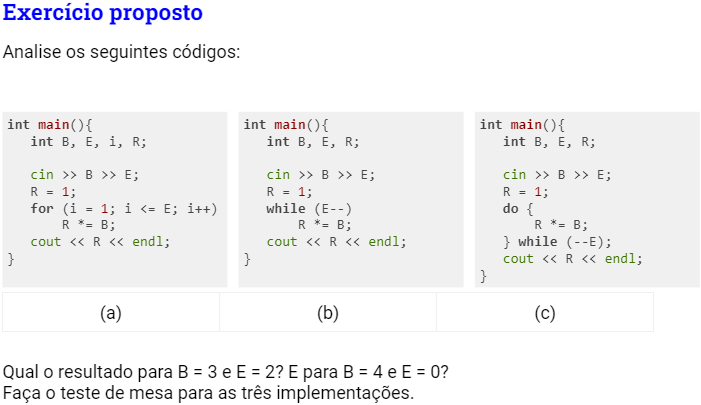 Exercício proposto
Analise os seguintes códigos:
int main(){
int B, E, i, R;
cin >> B >> E;
R = 1;
for (i = 1; i <= E; i++)
R *= B;
cout << R << endl;
}
(a)
int main(){
int B, E, R;
cin >> B >> E;
R = 1;
while (E--)
R *= B;
cout << R << endl;
}
(b)
int main(){
int B, E, R;
cin >> B >> E;
R = 1;
do {
R *= B;
} while (--E);
cout << R << endl;
}
(c)
Qual o resultado para B = 3 e E = 2? E para B = 4 e E = 0?
Faça o teste de mesa para as três implementações.